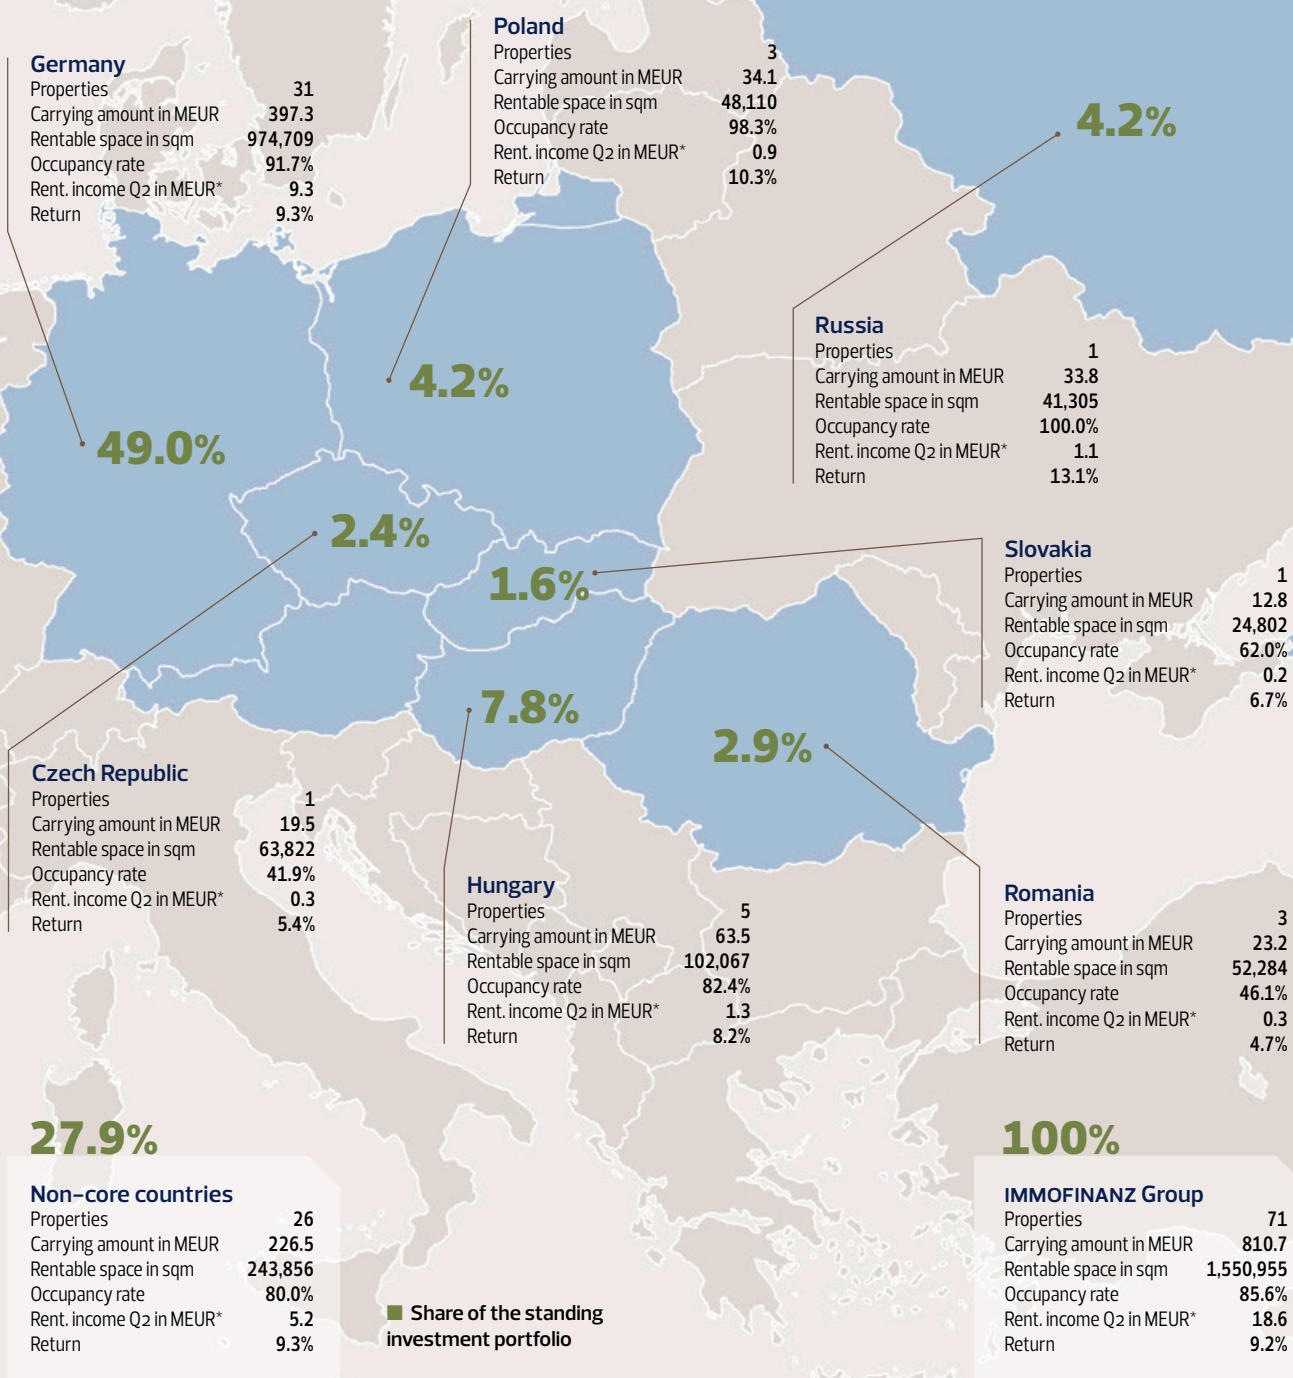 Poland
Properties 3
Carrying amount in MEUR 34.1
Rentable space in sqm 48,110
Occupancy rate 98.3%
Rent. income Q2 in MEUR* 0.9
Return 10.3%
Germany
Properties 31
Carrying amount in MEUR 397.3
Rentable space in sqm 974,709
Occupancy rate 91.7%
Rent. income Q2 in MEUR* 9.3
Return 9.3%
4.2%
Russia
Properties 1
Carrying amount in MEUR 33.8
Rentable space in sqm 41,305
Occupancy rate 100.0%
Rent. income Q2 in MEUR* 1.1
Return 13.1%
4.2%
49.0%
2.4%
1.6%
Slovakia
Properties 1
Carrying amount in MEUR 12.8
Rentable space in sqm 24,802
Occupancy rate 62.0%
Rent. income Q2 in MEUR* 0.2
Return 6.7%
7.8%
2.9%
Czech Republic
Properties 1
Carrying amount in MEUR 19.5
Rentable space in sqm 63,822
Occupancy rate 41.9%
Rent. income Q2 in MEUR* 0.3
Return 5.4%
Hungary
Properties 5
Carrying amount in MEUR 63.5
Rentable space in sqm 102,067
Occupancy rate 82.4%
Rent. income Q2 in MEUR* 1.3
Return 8.2%
Romania
Properties 3
Carrying amount in MEUR 23.2
Rentable space in sqm 52,284
Occupancy rate 46.1%
Rent. income Q2 in MEUR* 0.3
Return 4.7%
27.9%
Non-core countries
Properties 26
Carrying amount in MEUR 226.5
Rentable space in sqm 243,856
Occupancy rate 80.0%
Rent. income Q2 in MEUR* 5.2
Return 9.3%
Share of the standing
investment portfolio
100%
IMMOFINANZ Group
Properties 71
Carrying amount in MEUR 810.7
Rentable space in sqm 1,550,955
Occupancy rate 85.6%
Rent. income Q2 in MEUR* 18.6
Return 9.2%